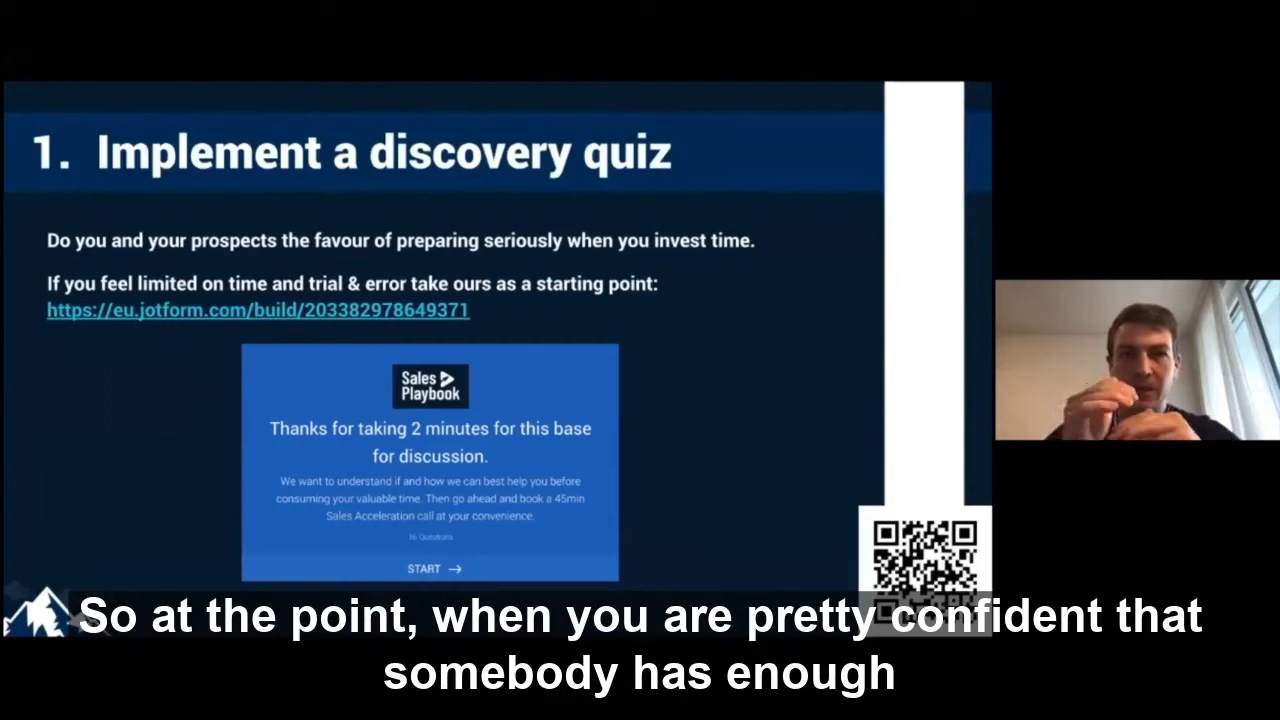 1. Implement a discovery quiz
Do you and your prospects the favour of preparing seriously when you invest time.
If you feel limited on time and trial & error take ours as a starting point:
https://eu.jotform.com/build/203382978649371
Sales
Playbook
Thanks for taking 2 minutes for this base
for discussion.
We want to understand if and how we can best help you before
consuming your valuable time. Then go ahead and book a 45min
Sales Acceleration call at your convenience.
16 Questions
START →
So at the point, when you are pretty confident that
somebody has enough